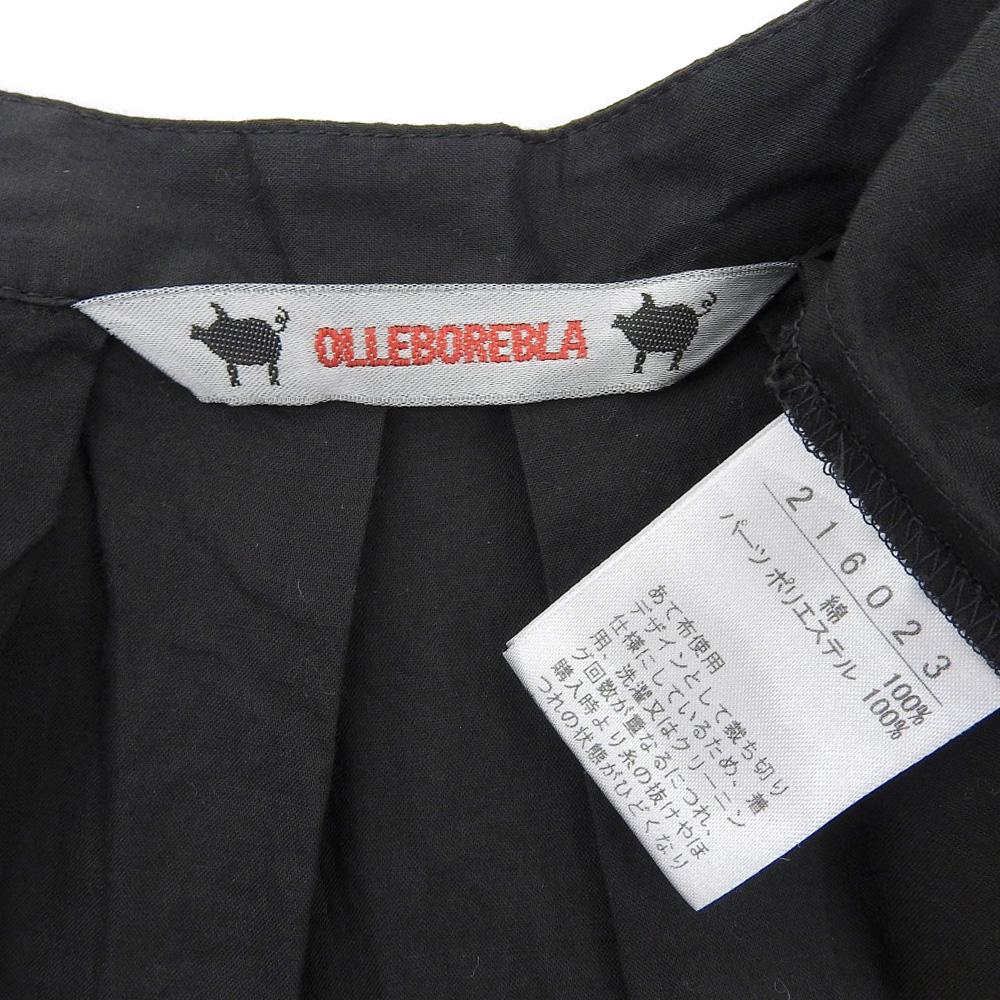 OLLEBOREBLA
216023
綿 100%
パーツ ポリエステル 100%
あて布使用
デザインとして裁ち切り
仕様にしているため、着
用、洗濯又はクリーニン
グ回数が重なるにつれ、
購入時より糸の抜けやほ
つれの状態がひどくなり